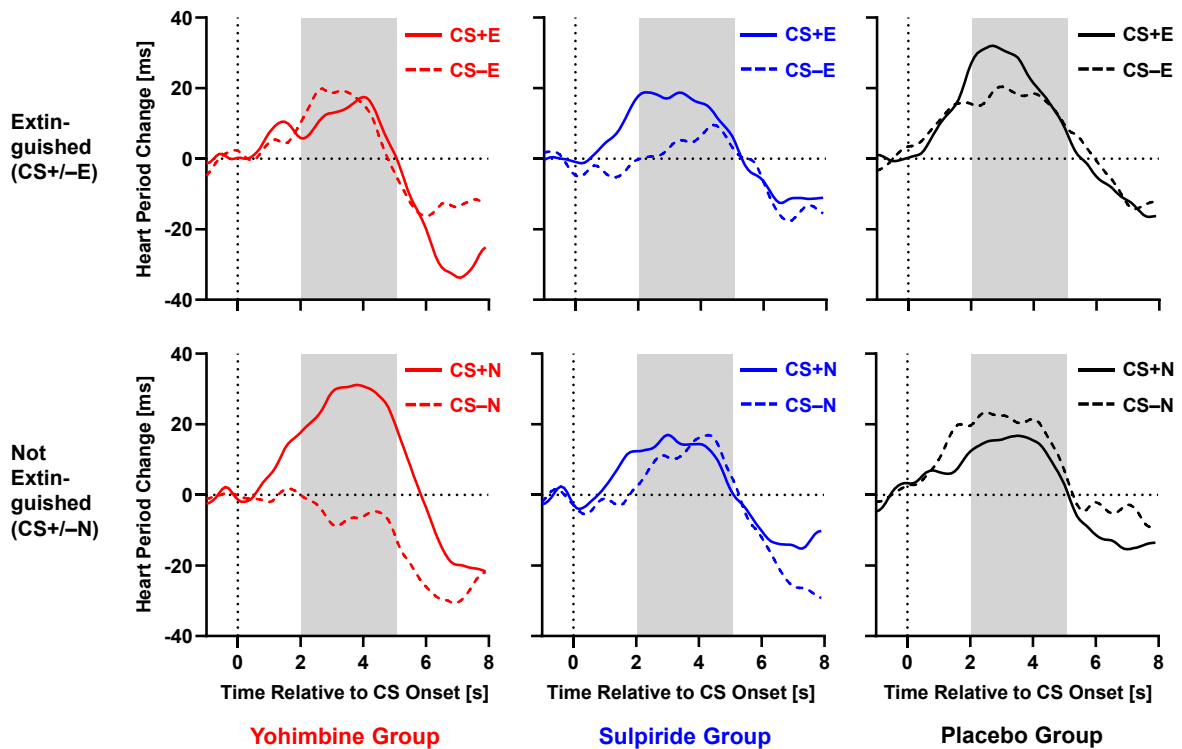 40
20
0
-20
-40
Heart Period Change [ms]
Extin-
guished
(CS+/–E)
CS+E
CS–E
CS+E
CS–E
CS+E
CS–E
40
20
0
-20
-40
Heart Period Change [ms]
Not
Extin-
guished
(CS+/–N)
CS+N
CS–N
CS+N
CS–N
CS+N
CS–N
0 2 4 6 8
0 2 4 6 8
0 2 4 6 8
Time Relative to CS Onset [s]
Time Relative to CS Onset [s]
Time Relative to CS Onset [s]
Yohimbine Group
Sulpiride Group
Placebo Group